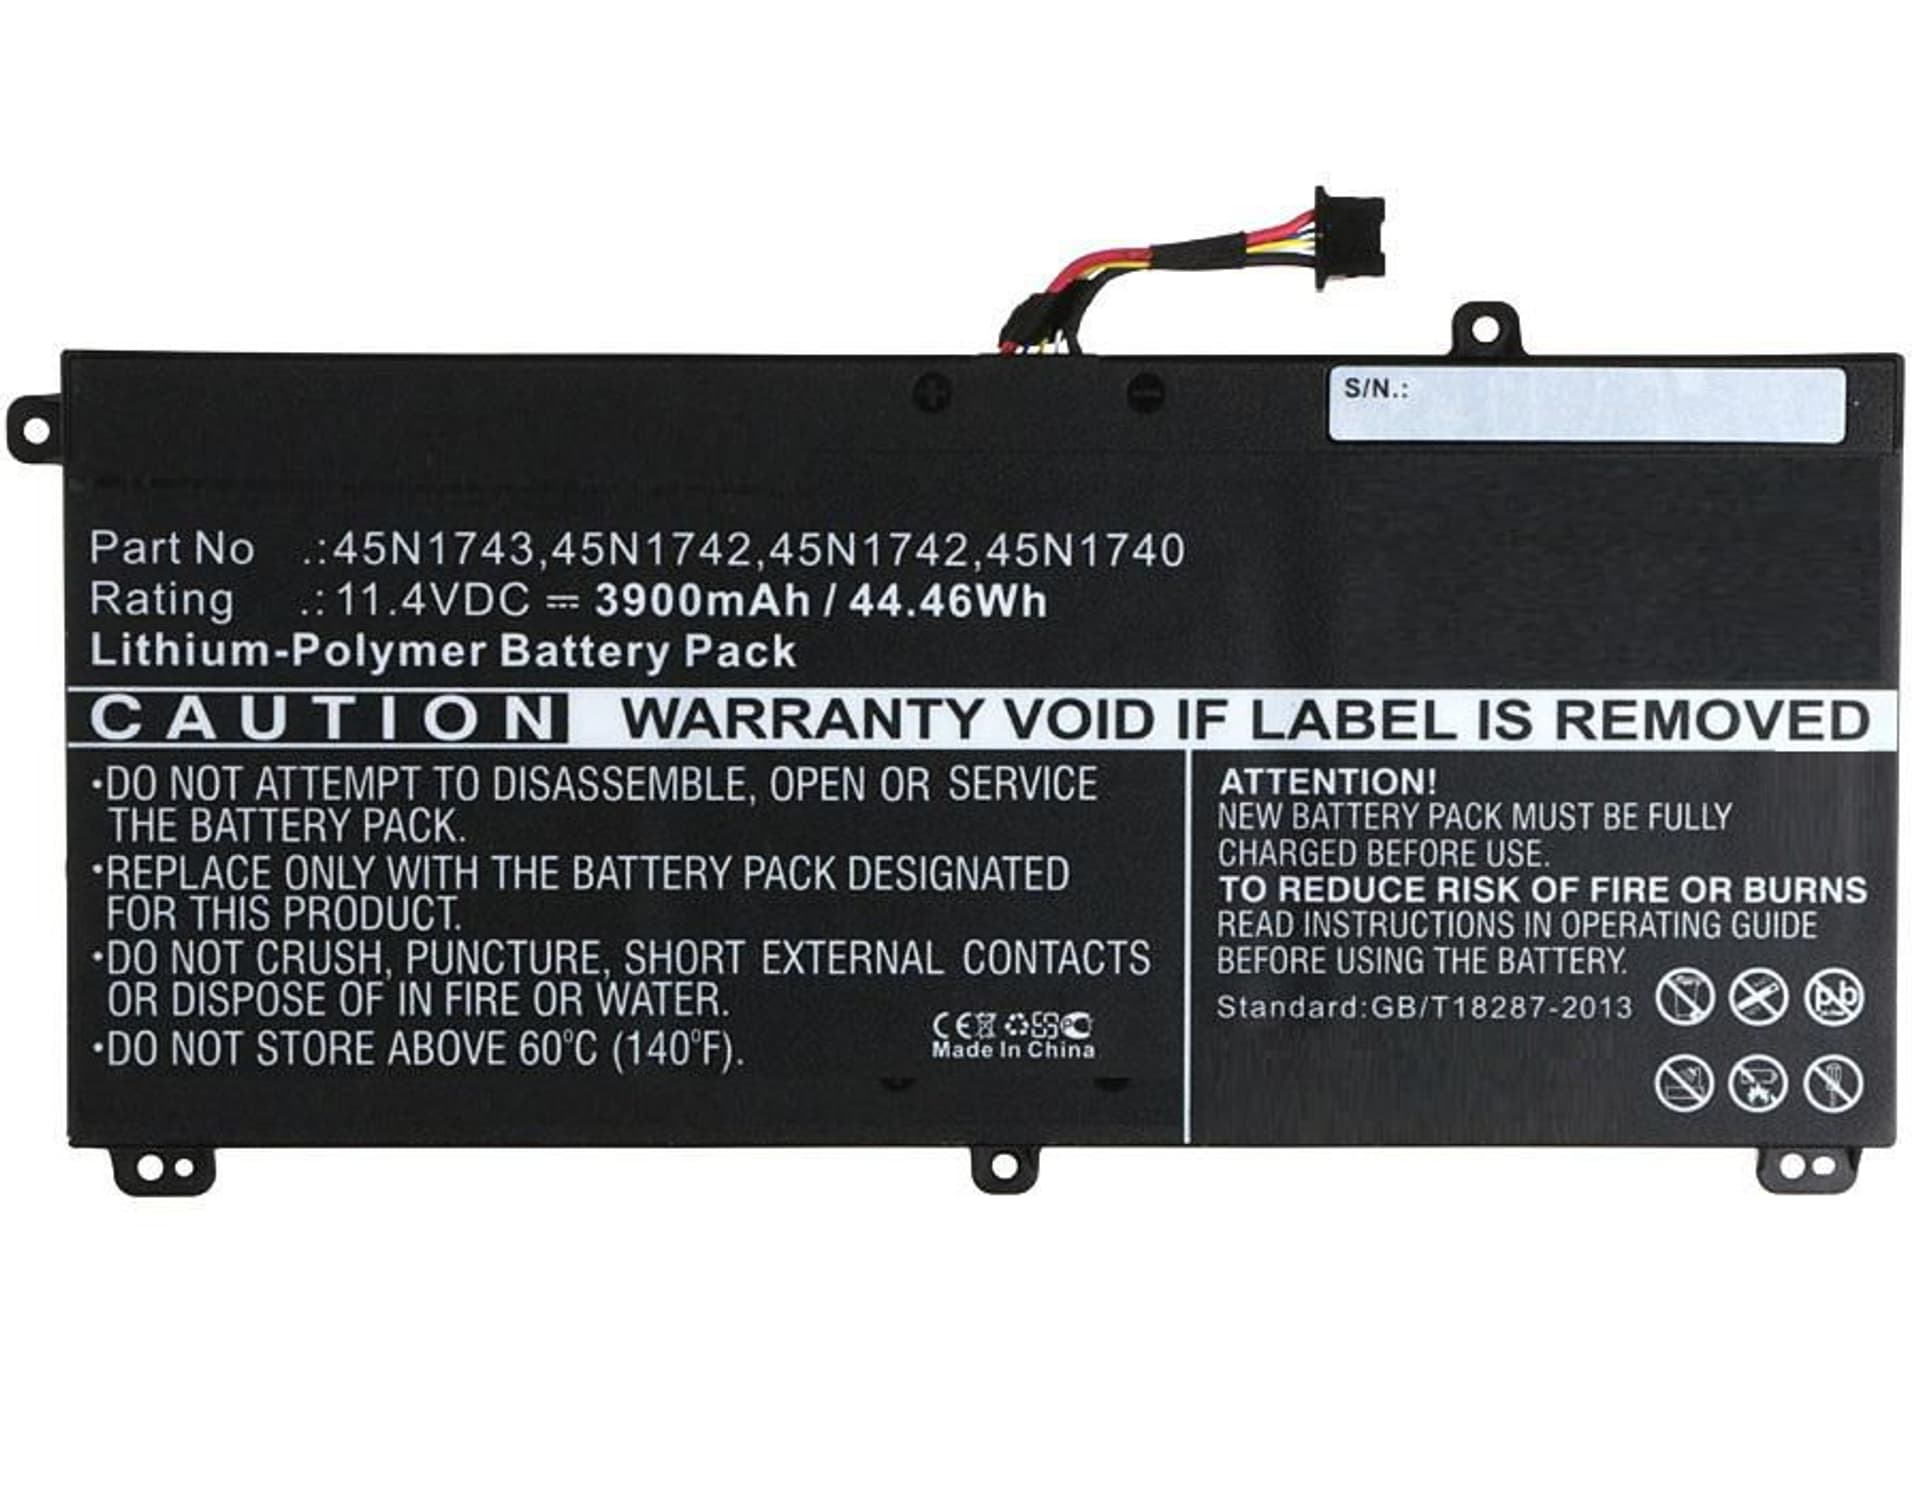 S/N.:
Part No .:45N1743,45N1742,45N1742,45N1740
Rating .:11.4VDC ⎓ 3900mAh / 44.46Wh
Lithium-Polymer Battery Pack
CAUTION WARRANTY VOID IF LABEL IS REMOVED
•DO NOT ATTEMPT TO DISASSEMBLE, OPEN OR SERVICE
THE BATTERY PACK.
•REPLACE ONLY WITH THE BATTERY PACK DESIGNATED
FOR THIS PRODUCT.
•DO NOT CRUSH, PUNCTURE, SHORT EXTERNAL CONTACTS
OR DISPOSE OF IN FIRE OR WATER.
•DO NOT STORE ABOVE 60°C (140°F).
CE
Made In China
ATTENTION!
NEW BATTERY PACK MUST BE FULLY
CHARGED BEFORE USE.
TO REDUCE RISK OF FIRE OR BURNS
READ INSTRUCTIONS IN OPERATING GUIDE
BEFORE USING THE BATTERY.
Standard:GB/T18287-2013
Pb